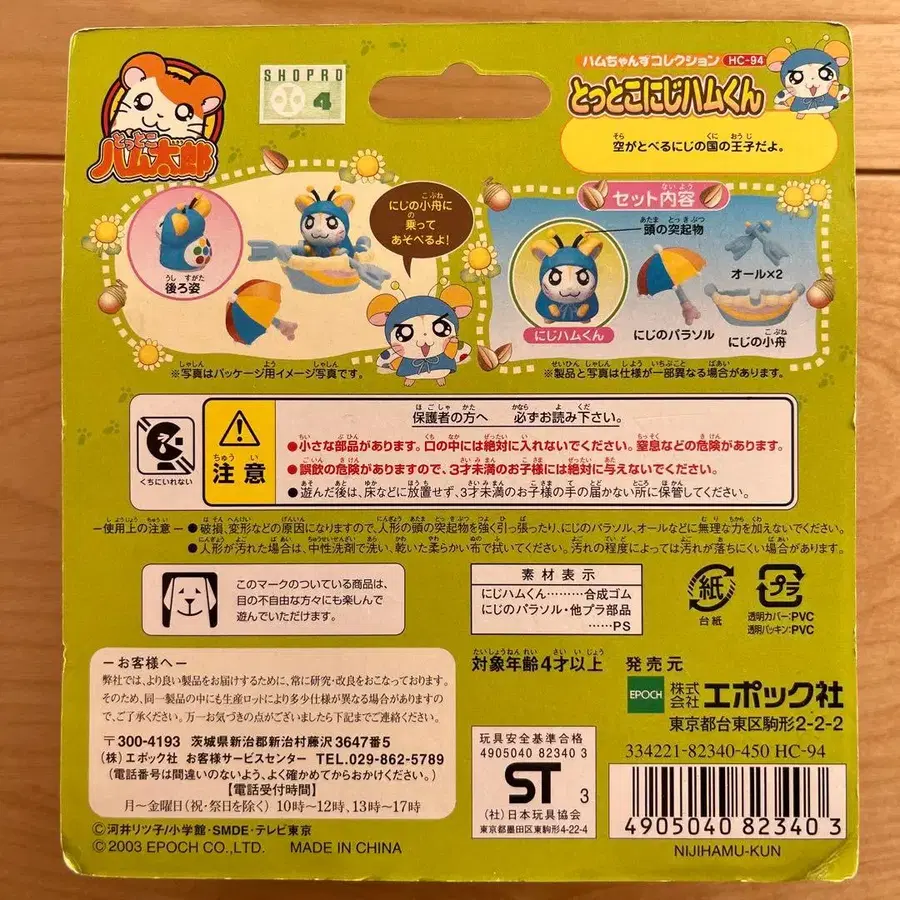 とっとこ
ハム太郎
SHOPRO
4
ハムちゃんずコレクション HC-94
とっとこにじハムくん
空がとべるにじの国の王子だよ。
にじの小舟に
乗って
あそべるよ!
後ろ姿
※写真はパッケージ用イメージ写真です。
セット内容
頭の突起物
オール×2
にじハムくん
にじのパラソル
にじの小舟
※製品と写真は仕様が一部異なる場合があります。
くちにいれない
注意
保護者の方へ 必ずお読み下さい。
●小さな部品があります。口の中には絶対に入れないでください。窒息などの危険があります。
●誤飲の危険がありますので、3才未満のお子様には絶対に与えないでください。
●遊んだ後は、床などに放置せず、3才未満のお子様の手の届かない所に保管してください。
ー使用上の注意ー ●破損、変形などの原因になりますので、人形の頭の突起物を強く引っ張ったり、にじのパラソル、オールなどに無理な力を加えないでください。
●人形が汚れた場合は、中性洗剤で洗い、乾いた柔らかい布で拭いてください。汚れの程度によっては汚れが落ちにくい場合があります。
このマークのついている商品は、
目の不自由な方々にも楽しんで
遊んでいただけます。
素材表示
にじハムくん………合成ゴム
にじのパラソル・他プラ部品
……PS
紙
台紙
プラ
透明カバー:PVC
透明パッキン:PVC
ーお客様へー
弊社では、より良い製品をお届けするために、常に研究・改良をおこなっております。
そのため、同一製品の中にも生産ロットにより多少仕様が異なる場合がありますので、ご了承ください。万一お気づきの点がございましたら下記までご連絡ください。
〒300-4193 茨城県新治郡新治村藤沢3647番5
(株)エポック社 お客様サービスセンター TEL.029-862-5789
(電話番号は間違いのないよう、よく確かめてからおかけください。)
【電話受付時間】
月〜金曜日(祝・祭日を除く) 10時〜12時、13時〜17時
対象年齢4才以上
発売元
EPOCH 株式会社 エポック社
東京都台東区駒形2-2-2
334221-82340-450 HC-94
玩具安全基準合格
4905040 82340 3
ST 3
(社)日本玩具協会
東京都墨田区東駒形4-22-4
4905040 823403
NIJIHAMU-KUN
©河井リツ子/小学館・SMDE・テレビ東京
© 2003 EPOCH CO.,LTD. MADE IN CHINA